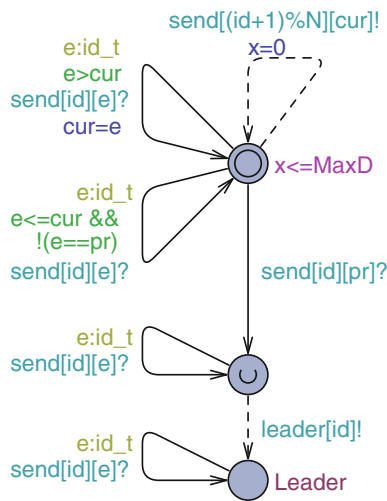 send[(id+1)%N][cur]!
x=0
e:id_t
e>cur
send[id][e]?
cur=e
x<=MaxD
e:id_t
e<=cur &&
!(e==pr)
send[id][e]?
send[id][pr]?
e:id_t
send[id][e]?
leader[id]!
e:id_t
send[id][e]?
Leader